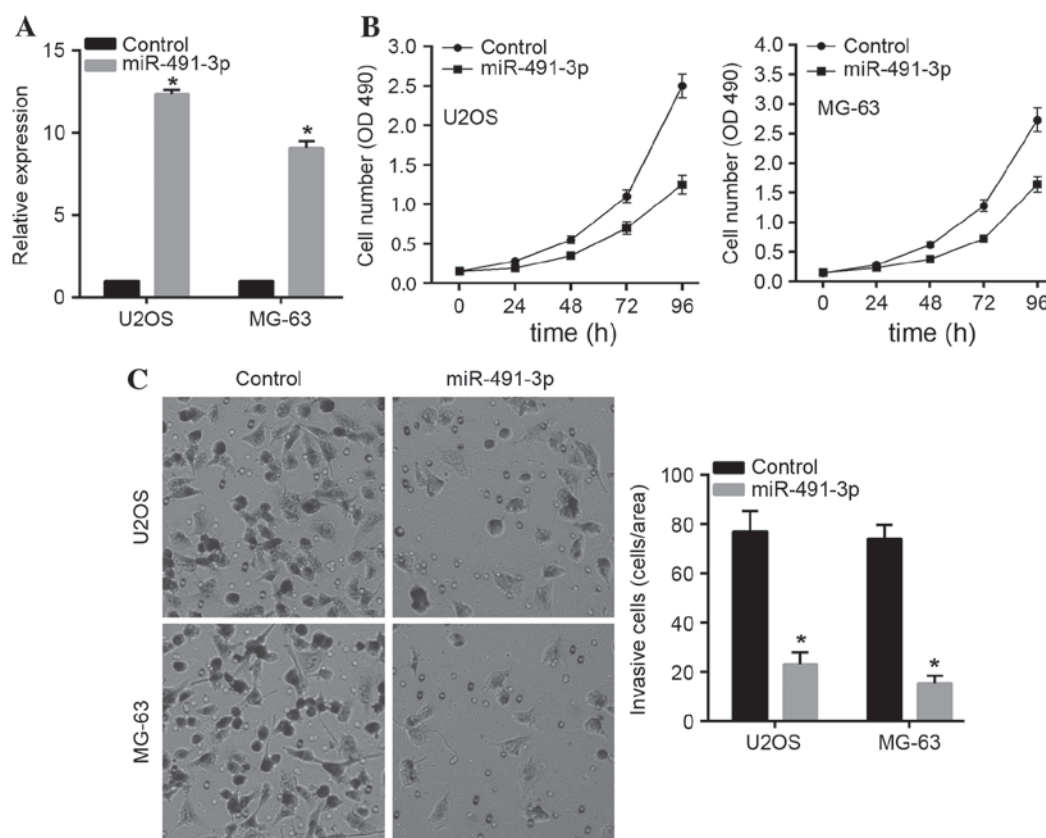 A
Control
miR-491-3p
Relative expression
15
10
5
0
*
*
U2OS
MG-63
B
Control
miR-491-3p
U2OS
Cell number (OD 490)
3.0
2.5
2.0
1.5
1.0
0.5
0.0
0 24 48 72 96
time (h)
Control
miR-491-3p
MG-63
Cell number (OD 490)
4.0
3.5
3.0
2.5
2.0
1.5
1.0
0.5
0.0
0 24 48 72 96
time (h)
C
Control
miR-491-3p
U2OS
MG-63
Control
miR-491-3p
Invasive cells (cells/area)
100
80
60
40
20
0
*
*
U2OS
MG-63